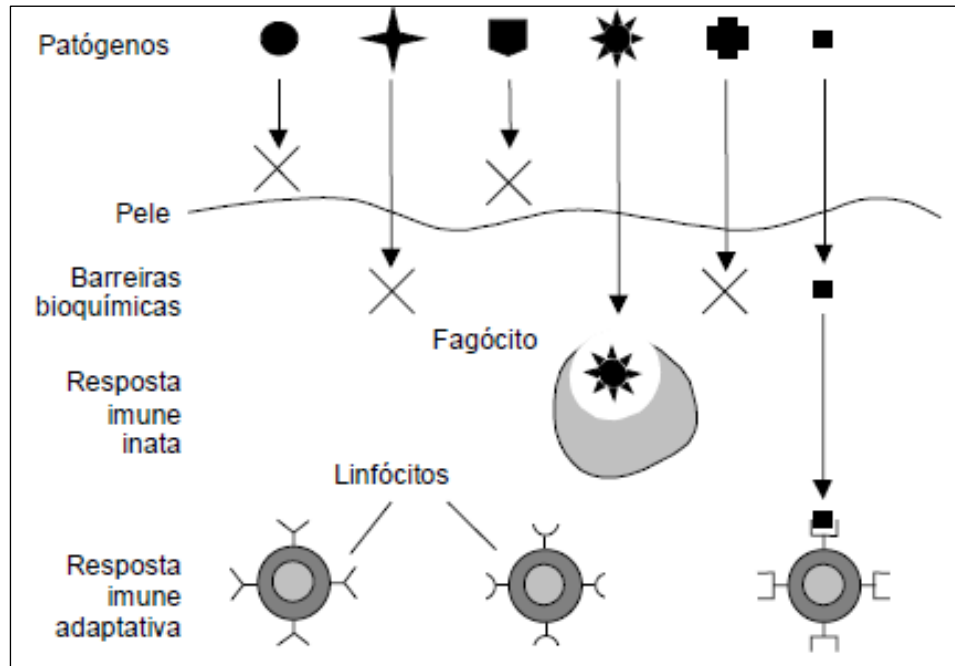 Patógenos
Pele
Barreiras
bioquímicas
Fagócito
Resposta
imune
inata
Linfócitos
Resposta
imune
adaptativa